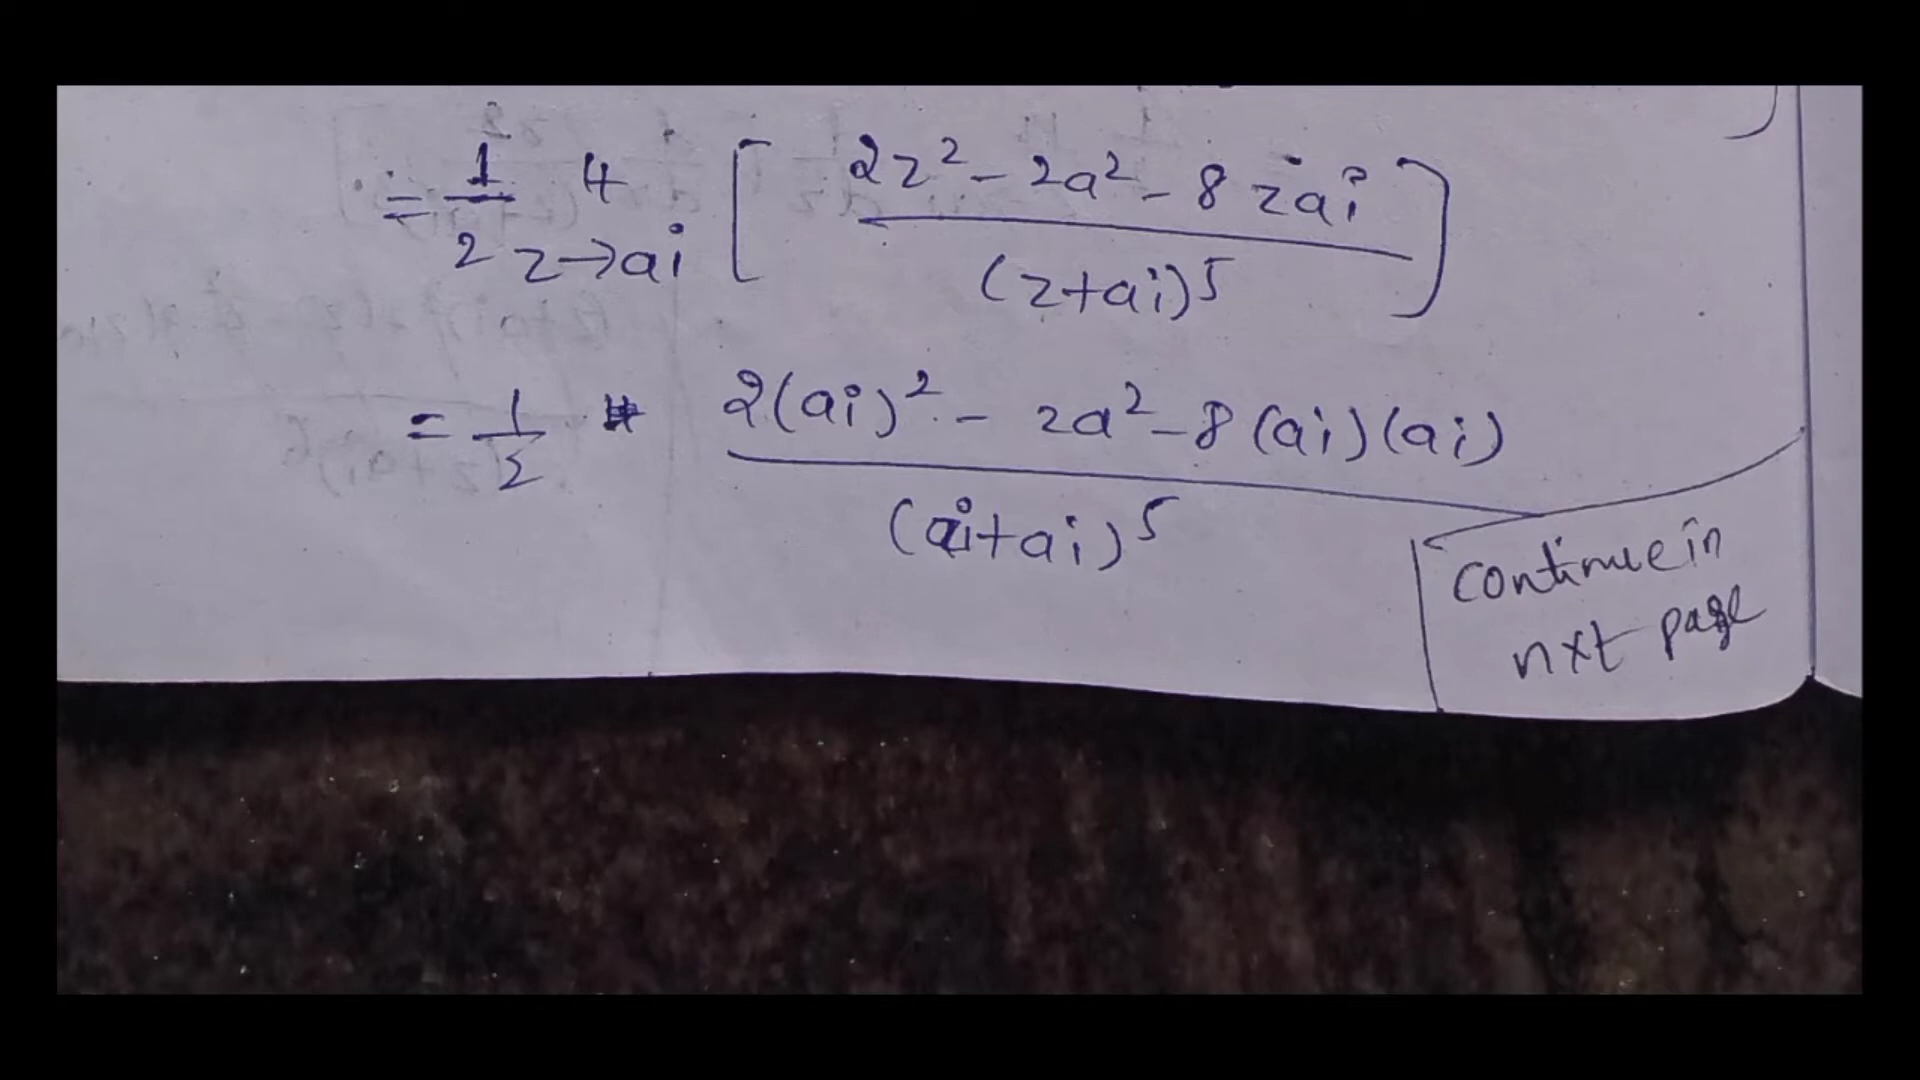 = 1/2 lt z→ai [ 2z² - 2a² - 8zai / (z+ai)⁵ ]
= 1/2 2(ai)² - 2a² - 8(ai)(ai) / (ai+ai)⁵
continue in
nxt page